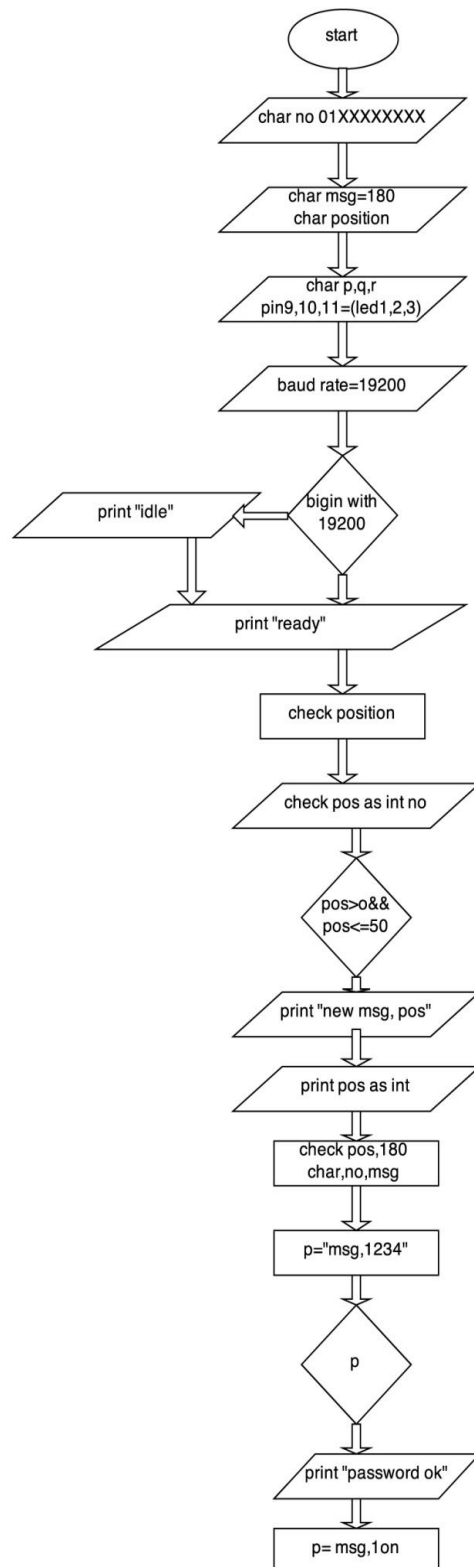 start
char no 01XXXXXXXX
char msg=180
char position
char p,q,r
pin9,10,11=(led1,2,3)
baud rate=19200
bigin with
19200
print "idle"
print "ready"
check position
check pos as int no
pos>o&&
pos<=50
print "new msg, pos"
print pos as int
check pos,180
char,no,msg
p="msg,1234"
p
print "password ok"
p= msg,1on